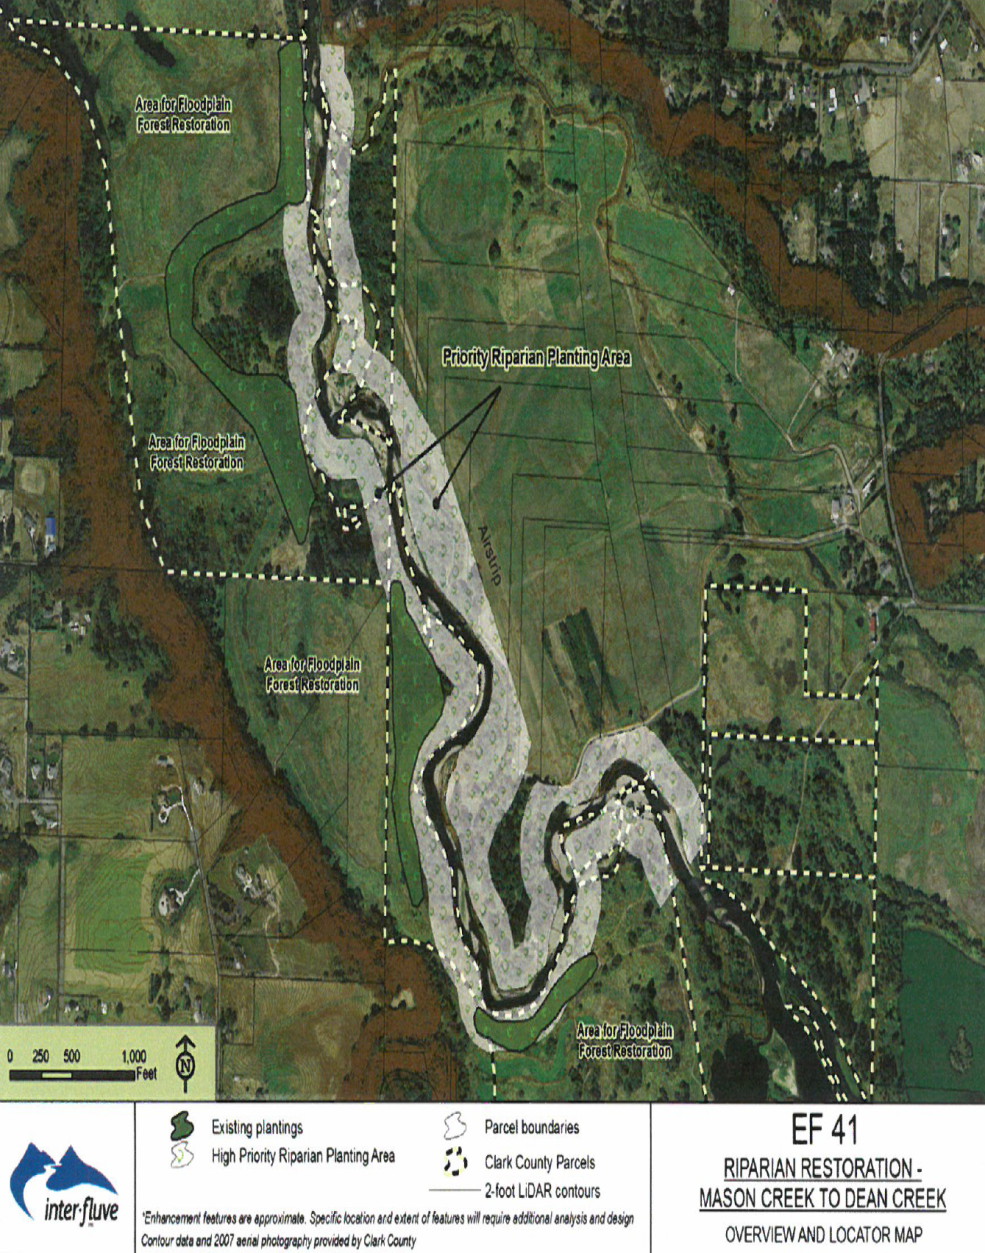 Area for Floodplain
Forest Restoration
Priority Riparian Planting Area
Area for Floodplain
Forest Restoration
Airstrip
Area for Floodplain
Forest Restoration
Area for Floodplain
Forest Restoration
0 250 500 1,000
Feet
N
inter-fluve
Existing plantings
High Priority Riparian Planting Area
Parcel boundaries
Clark County Parcels
2-foot LiDAR contours
*Enhancement features are approximate. Specific location and extent of features will require additional analysis and design
Contour data and 2007 aerial photography provided by Clark County
EF 41
RIPARIAN RESTORATION -
MASON CREEK TO DEAN CREEK
OVERVIEW AND LOCATOR MAP